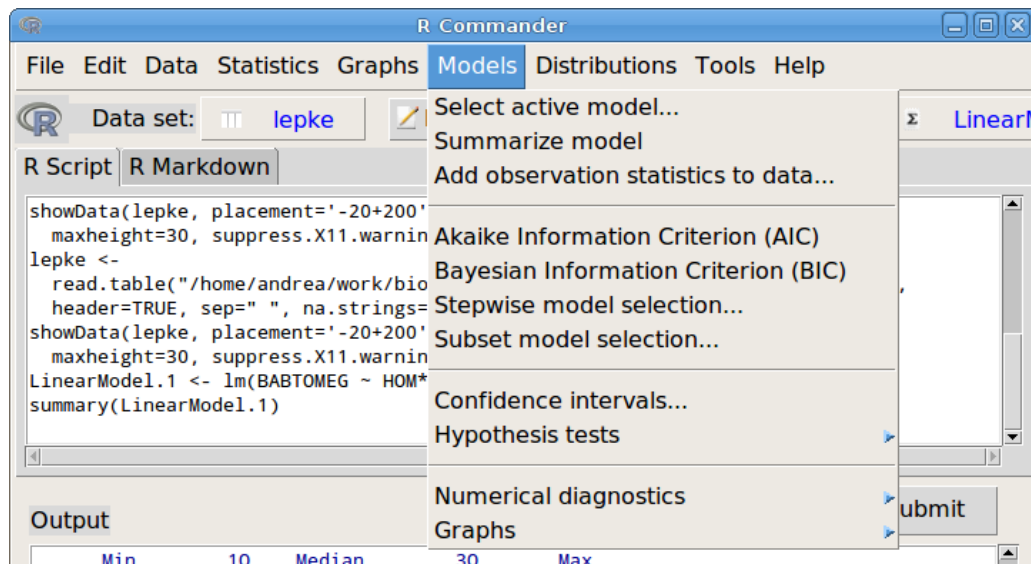 R Commander
File Edit Data Statistics Graphs Models Distributions Tools Help
R Data set: lepke
Σ Linear
Select active model...
Summarize model
Add observation statistics to data...
Akaike Information Criterion (AIC)
Bayesian Information Criterion (BIC)
Stepwise model selection...
Subset model selection...
Confidence intervals...
Hypothesis tests
Numerical diagnostics
Graphs
R Script R Markdown
showData(lepke, placement='-20+200'
maxheight=30, suppress.X11.warnin
lepke <-
read.table("/home/andrea/work/bio
,
header=TRUE, sep=" ", na.strings=
showData(lepke, placement='-20+200'
maxheight=30, suppress.X11.warnin
LinearModel.1 <- lm(BABTOMEG ~ HOM*
summary(LinearModel.1)
ubmit
Output
Min 1Q Median 3Q Max